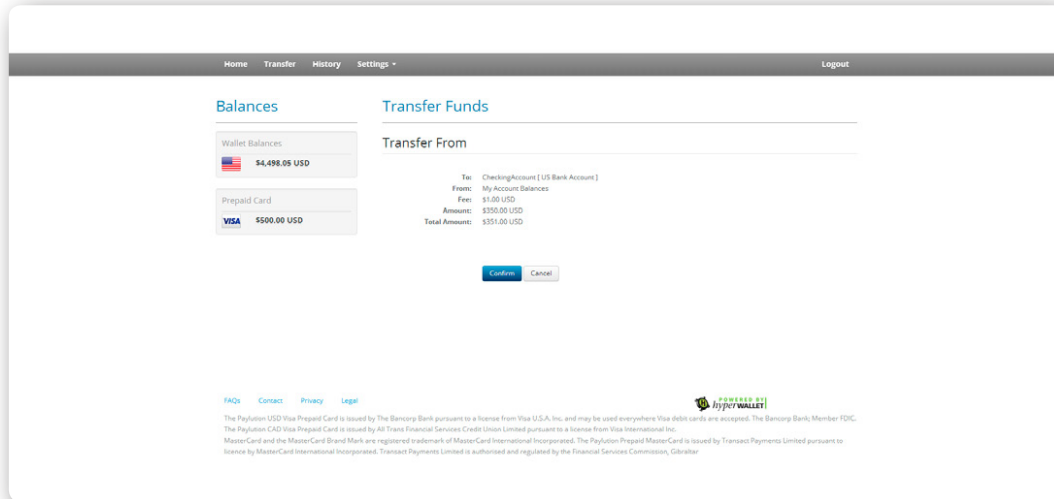 Home Transfer History Settings Logout
Balances
Wallet Balances
$4,498.05 USD
Prepaid Card
VISA $500.00 USD
Transfer Funds
Transfer From
To: CheckingAccount [ US Bank Account ]
From: My Account Balances
Fee: $1.00 USD
Amount: $350.00 USD
Total Amount: $351.00 USD
Confirm Cancel
FAQs Contact Privacy Legal
POWERED BY
hyperWALLET
The Paylution USD Visa Prepaid Card is issued by The Bancorp Bank pursuant to a license from Visa U.S.A. Inc. and may be used everywhere Visa debit cards are accepted. The Bancorp Bank; Member FDIC.
The Paylution CAD Visa Prepaid Card is issued by All Trans Financial Services Credit Union Limited pursuant to a license from Visa International Inc.
MasterCard and the MasterCard Brand Mark are registered trademark of MasterCard International Incorporated. The Paylution Prepaid MasterCard is issued by Transact Payments Limited pursuant to
licence by MasterCard International Incorporated. Transact Payments Limited is authorised and regulated by the Financial Services Commission, Gibraltar